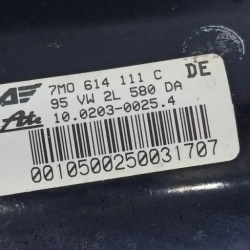 7M0 614 111 C DE
95 VW 2L 580 DA
Ate 10.0203-0025.4
0010500250031707